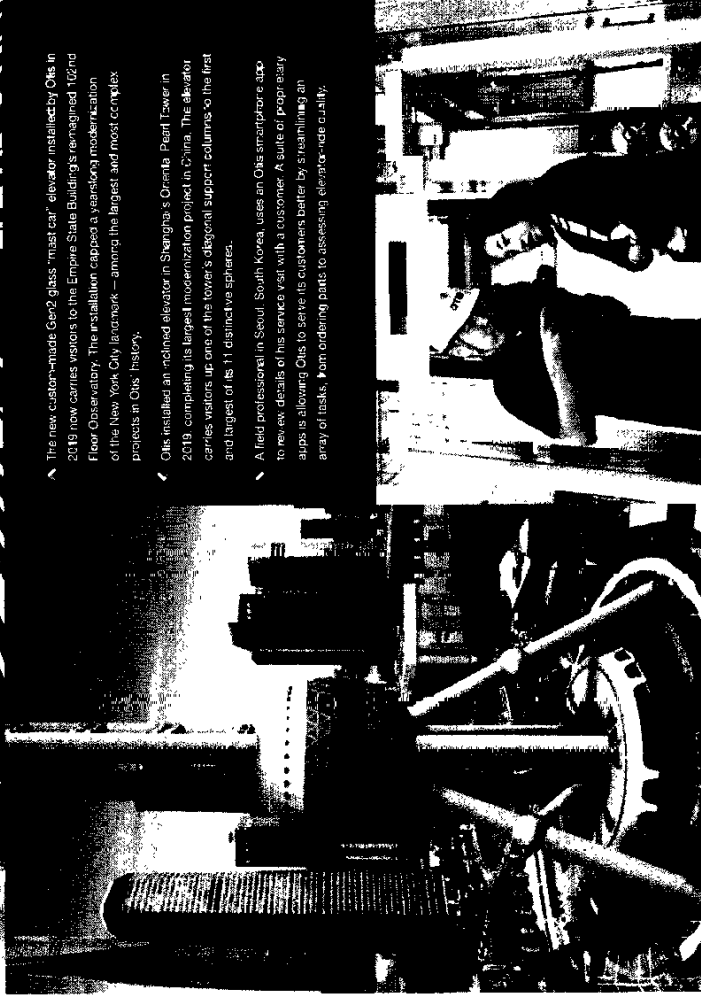 The new custom-made Gen2 glass “mast car” elevator installed by Otis in
2019 now carries visitors to the Empire State Building's reimagined 102nd
Floor Observatory. The installation capped a yearslong modernization
of the New York City landmark — among the largest and most complex
projects in Otis' history.
Otis installed an inclined elevator in Shanghai's Oriental Pearl Tower in
2019, completing its largest modernization project in China. The elevator
carries visitors up one of the tower's diagonal support columns to the first
and largest of its 11 distinctive spheres.
A field professional in Seoul, South Korea, uses an Otis smartphone app
to review details of his service visit with a customer. A suite of proprietary
apps is allowing Otis to serve its customers better by streamlining an
array of tasks, from ordering parts to assessing elevator-ride quality.
OTIS